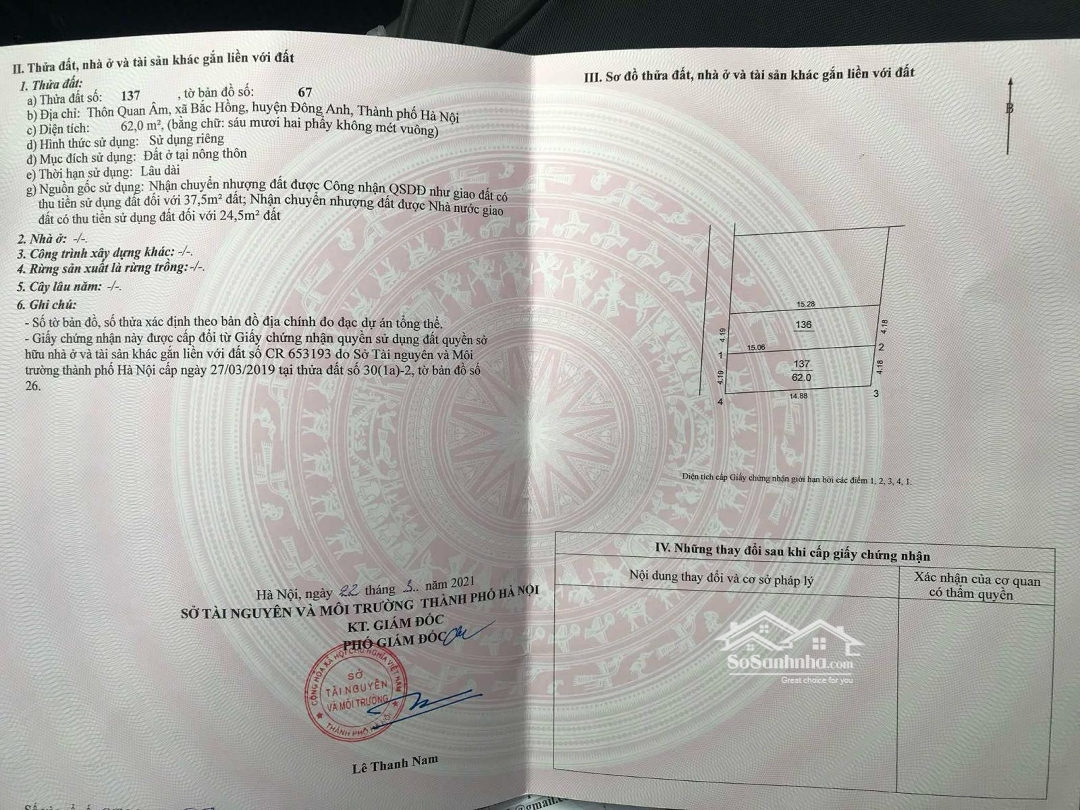 II. Thửa đất, nhà ở và tài sản khác gắn liền với đất
1. Thửa đất:
a) Thửa đất số: 137 , tờ bản đồ số: 67
b) Địa chỉ: Thôn Quan Âm, xã Bắc Hồng, huyện Đông Anh, Thành phố Hà Nội
c) Diện tích: 62,0 m², (bằng chữ: sáu mươi hai phẩy không mét vuông)
d) Hình thức sử dụng: Sử dụng riêng
đ) Mục đích sử dụng: Đất ở tại nông thôn
e) Thời hạn sử dụng: Lâu dài
g) Nguồn gốc sử dụng: Nhận chuyển nhượng đất được Công nhận QSDĐ như giao đất có
thu tiền sử dụng đất đối với 37,5m² đất; Nhận chuyển nhượng đất được Nhà nước giao
đất có thu tiền sử dụng đất đối với 24,5m² đất
2. Nhà ở: -/-.
3. Công trình xây dựng khác: -/-.
4. Rừng sản xuất là rừng trồng: -/-.
5. Cây lâu năm: -/-.
6. Ghi chú:
- Số tờ bản đồ, số thửa xác định theo bản đồ địa chính đo đạc dự án tổng thể.
- Giấy chứng nhận này được cấp đổi từ Giấy chứng nhận quyền sử dụng đất quyền sở
hữu nhà ở và tài sản khác gắn liền với đất số CR 653193 do Sở Tài nguyên và Môi
trường thành phố Hà Nội cấp ngày 27/03/2019 tại thửa đất số 30(1a)-2, tờ bản đồ số
26.
Hà Nội, ngày 22 tháng 3.. năm 2021
SỞ TÀI NGUYÊN VÀ MÔI TRƯỜNG THÀNH PHỐ HÀ NỘI
KT. GIÁM ĐỐC
PHÓ GIÁM ĐỐC
CỘNG HÒA XÃ HỘI CHỦ NGHĨA VIỆT NAM
SỞ
TÀI NGUYÊN
VÀ MÔI TRƯỜNG
THÀNH PHỐ HÀ NỘI
Lê Thanh Nam
@gmail.com
III. Sơ đồ thửa đất, nhà ở và tài sản khác gắn liền với đất
B
15.28
136
4.19
4.18
15.06
1
2
137
62.0
4.19
4.18
14.88
4
3
Diện tích cấp Giấy chứng nhận giới hạn bởi các điểm 1, 2, 3, 4, 1.
IV. Những thay đổi sau khi cấp giấy chứng nhận
Nội dung thay đổi và cơ sở pháp lý
Xác nhận của cơ quan
có thẩm quyền
SoSanhnha.com
Great choice for you